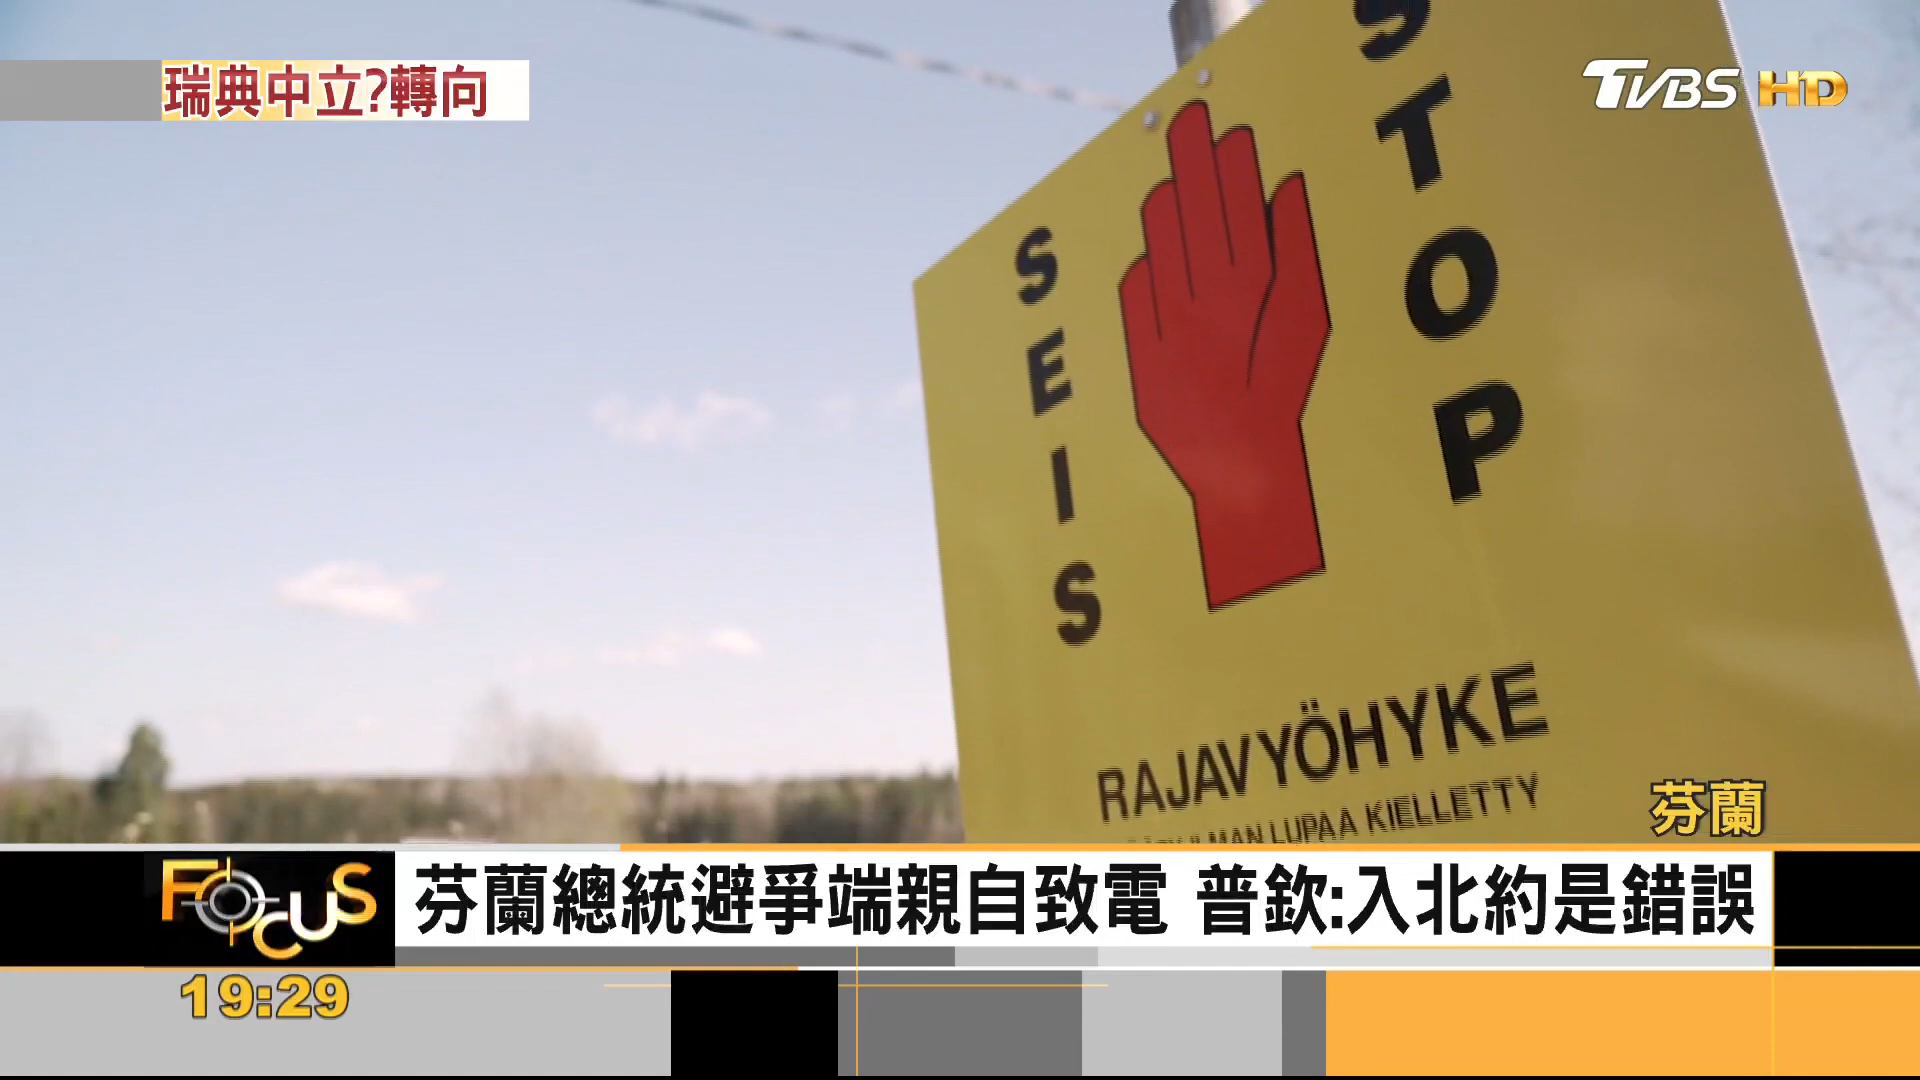 瑞典中立?轉向
TVBS HD
SEIS
STOP
RAJAVYÖHYKE
ILMAN LUPAA KIELLETTY
芬蘭
FOCUS
芬蘭總統避爭端親自致電 普欽:入北約是錯誤
19:29